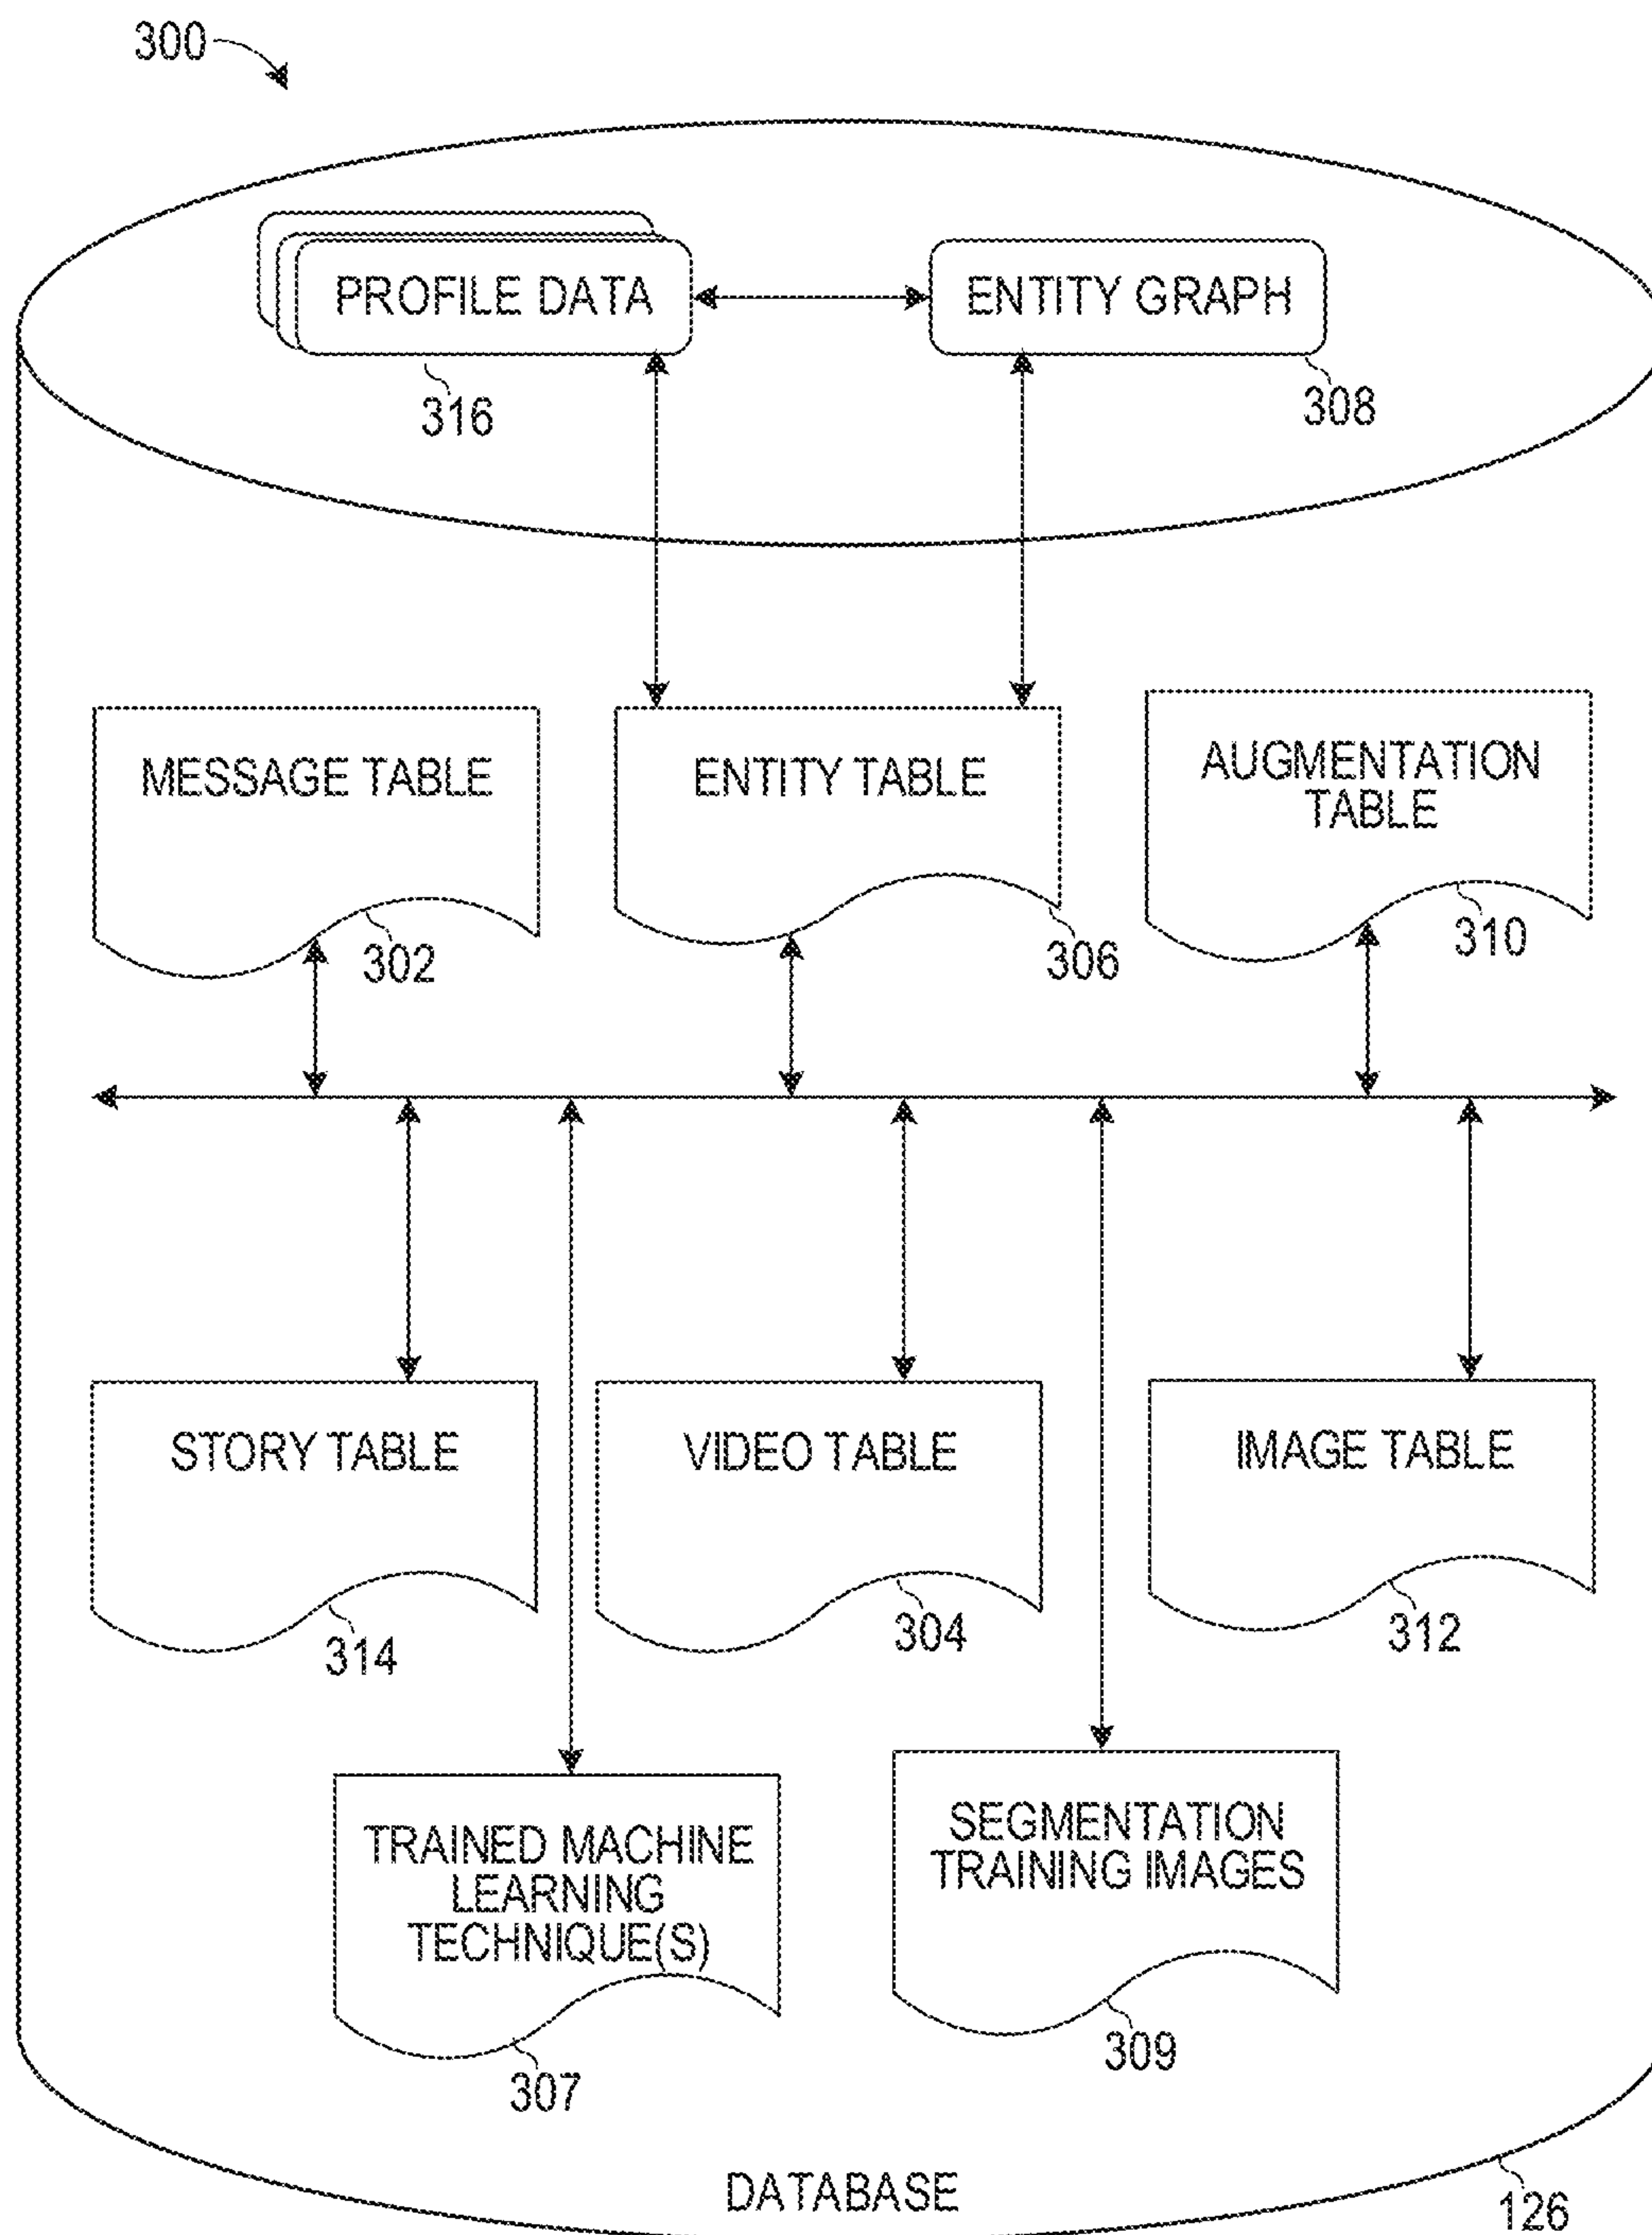 300
PROFILE DATA
ENTITY GRAPH
316
308
MESSAGE TABLE
ENTITY TABLE
AUGMENTATION
TABLE
302
306
310
STORY TABLE
VIDEO TABLE
IMAGE TABLE
314
304
312
TRAINED MACHINE
LEARNING
TECHNIQUE(S)
SEGMENTATION
TRAINING IMAGES
307
309
DATABASE
126